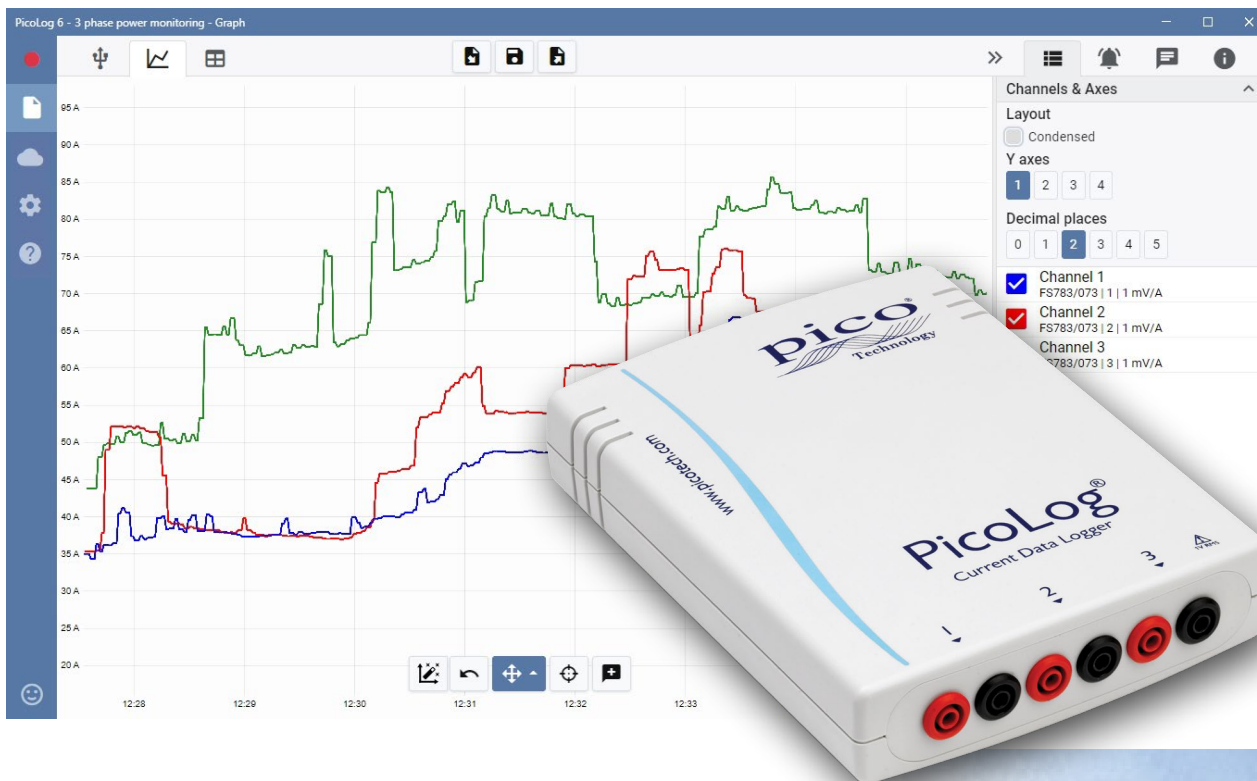 PicoLog 6 - 3 phase power monitoring - Graph
Channels & Axes
Layout
Condensed
Y axes
1 2 3 4
Decimal places
0 1 2 3 4 5
Channel 1
FS783/073 | 1 | 1 mV/A
Channel 2
FS783/073 | 2 | 1 mV/A
Channel 3
783/073 | 3 | 1 mV/A
95 A
90 A
85 A
80 A
75 A
70 A
65 A
60 A
55 A
50 A
45 A
40 A
35 A
30 A
25 A
20 A
12:28 12:29 12:30 12:31 12:32 12:33
pico®
Technology
www.picotech.com
PicoLog®
Current Data Logger
1 2 3
1V RMS